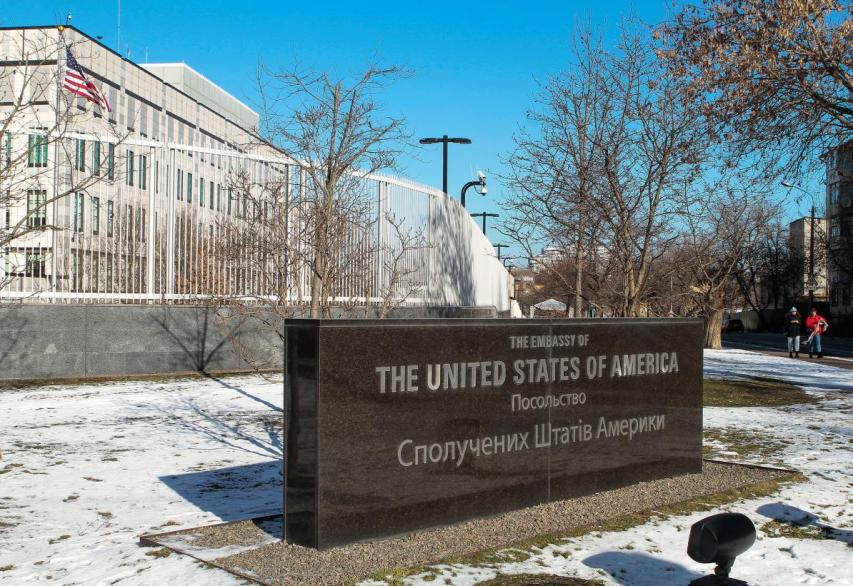 THE EMBASSY OF
THE UNITED STATES OF AMERICA
Посольство
Сполучених Штатів Америки